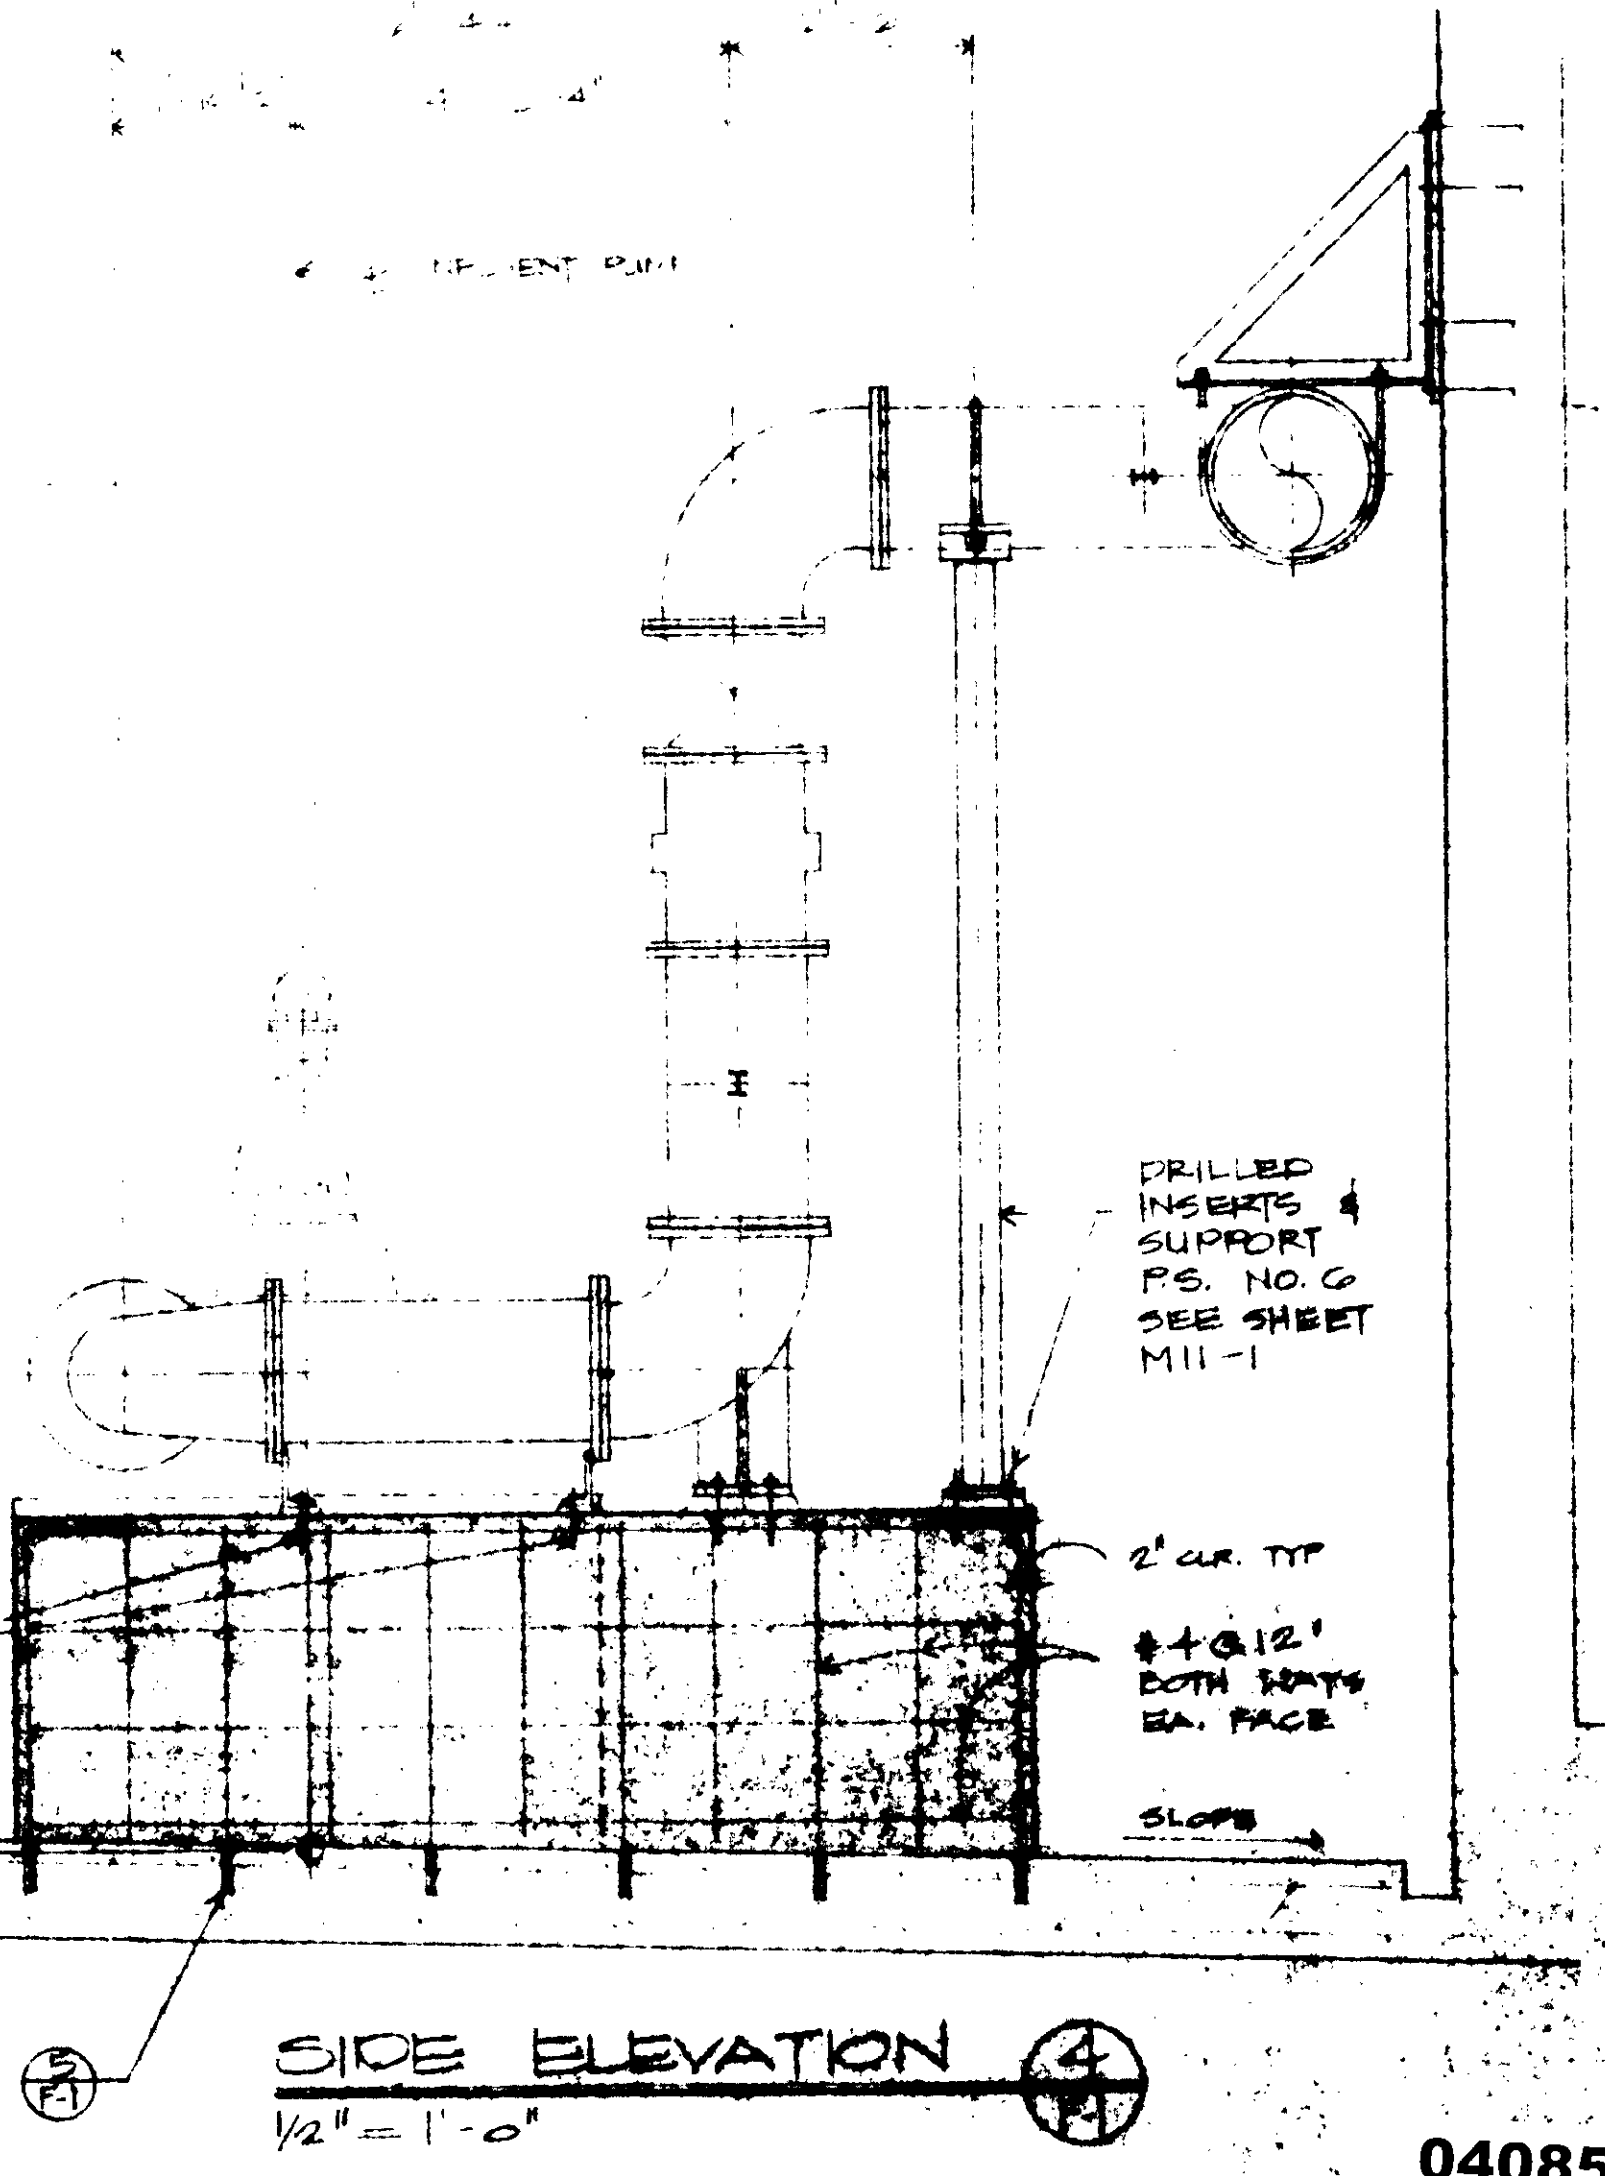 DRILLED
INSERTS &
SUPPORT
P.S. NO. 6
SEE SHEET
M11-1
2" CLR. TYP
#4@12"
BOTH WAYS
EA. FACE
SLOPE
5
F-1
SIDE ELEVATION
4
1/2" = 1'-0"
04085